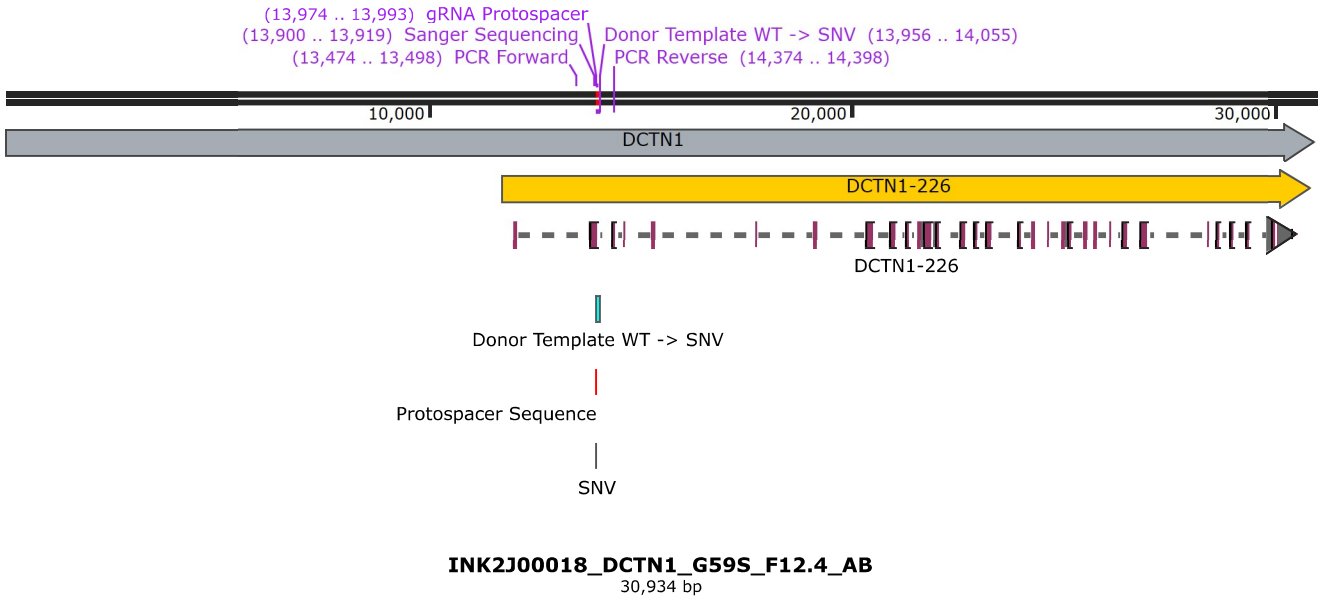 (13,974 .. 13,993) gRNA Protospacer
(13,900 .. 13,919) Sanger Sequencing
Donor Template WT -> SNV (13,956 .. 14,055)
(13,474 .. 13,498) PCR Forward
PCR Reverse (14,374 .. 14,398)
10,000
20,000
30,000
DCTN1
DCTN1-226
DCTN1-226
Donor Template WT -> SNV
Protospacer Sequence
SNV
INK2J00018_DCTN1_G59S_F12.4_AB
30,934 bp